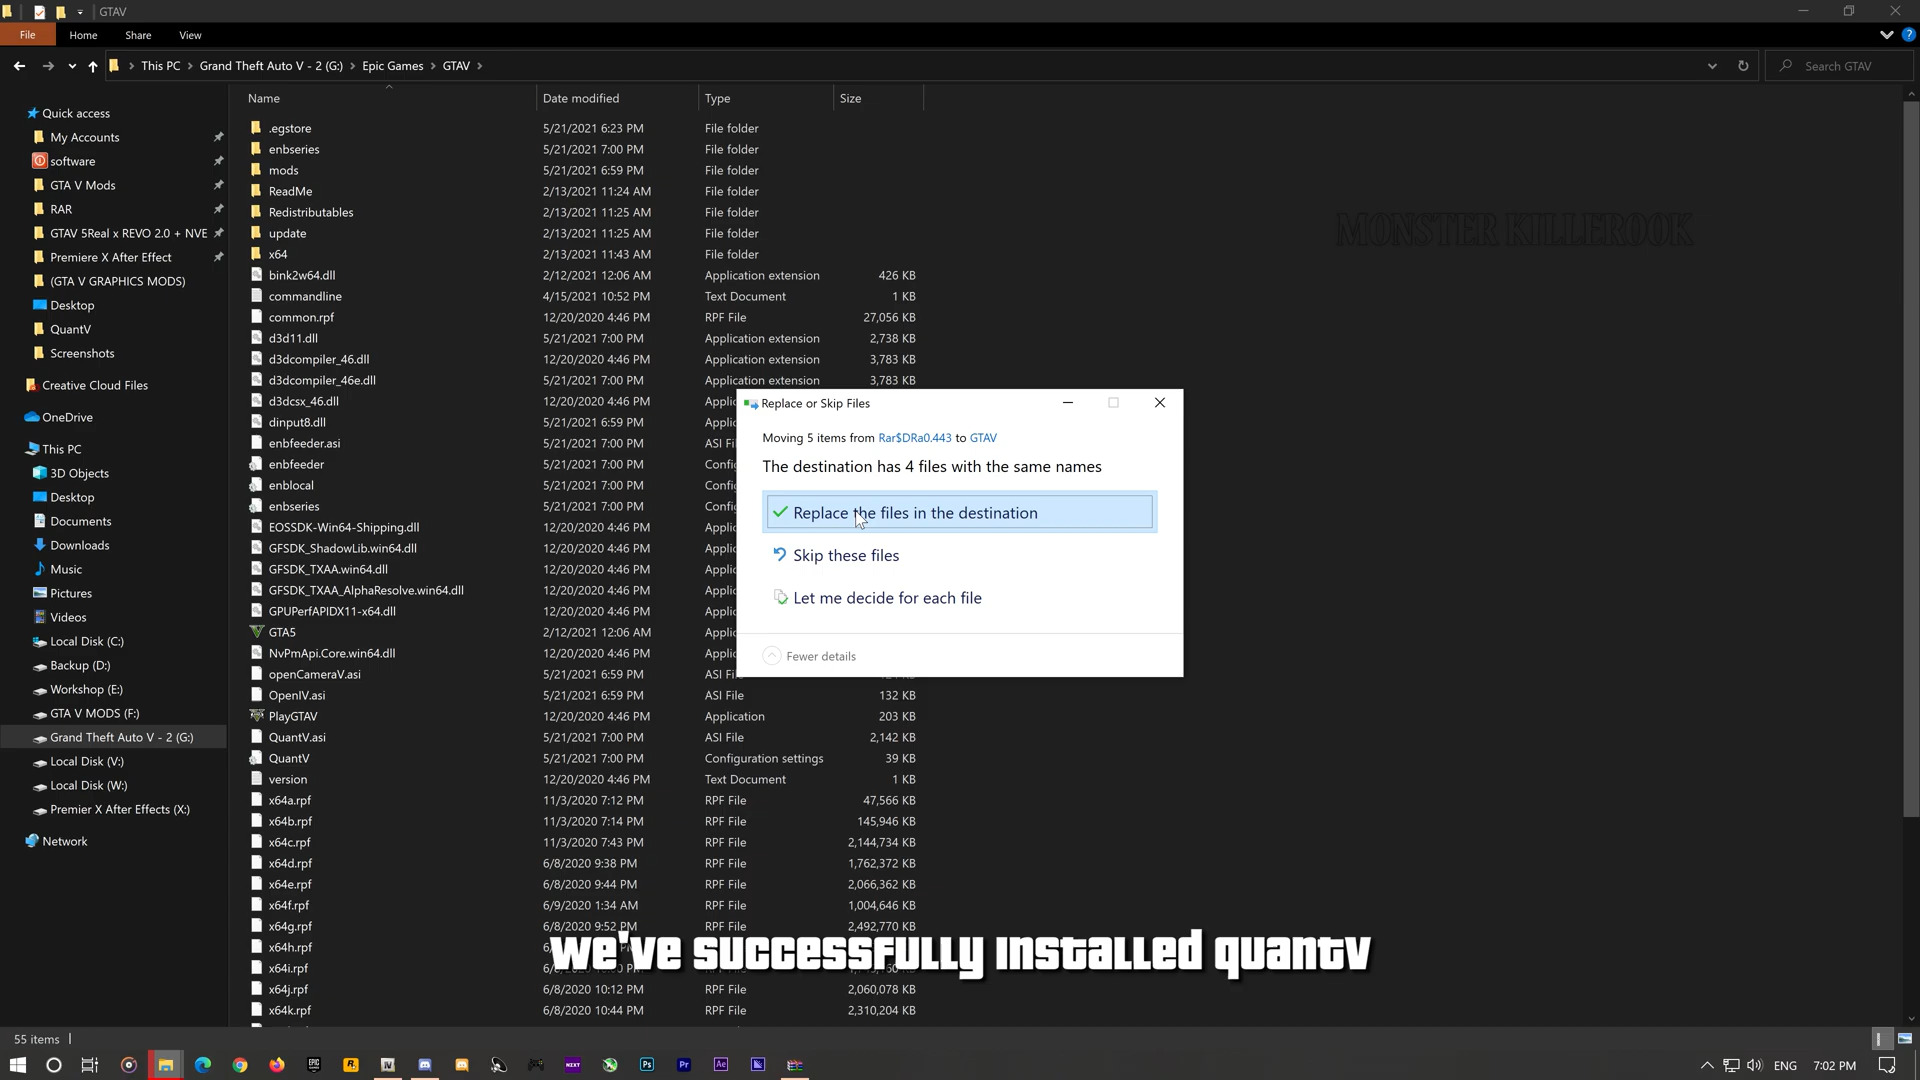 GTAV
File Home Share View
This PC > Grand Theft Auto V - 2 (G:) > Epic Games > GTAV >
Search GTAV
Quick access
My Accounts
software
GTA V Mods
RAR
GTAV 5Real x REVO 2.0 + NVE
Premiere X After Effect
(GTA V GRAPHICS MODS)
Desktop
QuantV
Screenshots
Creative Cloud Files
OneDrive
This PC
3D Objects
Desktop
Documents
Downloads
Music
Pictures
Videos
Local Disk (C:)
Backup (D:)
Workshop (E:)
GTA V MODS (F:)
Grand Theft Auto V - 2 (G:)
Local Disk (V:)
Local Disk (W:)
Premier X After Effects (X:)
Network
Name Date modified Type Size
.egstore 5/21/2021 6:23 PM File folder
enbseries 5/21/2021 7:00 PM File folder
mods 5/21/2021 6:59 PM File folder
ReadMe 2/13/2021 11:24 AM File folder
Redistributables 2/13/2021 11:25 AM File folder
update 2/13/2021 11:25 AM File folder
x64 2/13/2021 11:43 AM File folder
bink2w64.dll 2/12/2021 12:06 AM Application extension 426 KB
commandline 4/15/2021 10:52 PM Text Document 1 KB
common.rpf 12/20/2020 4:46 PM RPF File 27,056 KB
d3d11.dll 5/21/2021 7:00 PM Application extension 2,738 KB
d3dcompiler_46.dll 12/20/2020 4:46 PM Application extension 3,783 KB
d3dcompiler_46e.dll 5/21/2021 7:00 PM Application extension 3,783 KB
d3dcsx_46.dll 12/20/2020 4:46 PM Applic
dinput8.dll 5/21/2021 6:59 PM Applic
enbfeeder.asi 5/21/2021 7:00 PM ASI Fi
enbfeeder 5/21/2021 7:00 PM Config
enblocal 5/21/2021 7:00 PM Config
enbseries 5/21/2021 7:00 PM Config
EOSSDK-Win64-Shipping.dll 12/20/2020 4:46 PM Applic
GFSDK_ShadowLib.win64.dll 12/20/2020 4:46 PM Applic
GFSDK_TXAA.win64.dll 12/20/2020 4:46 PM Applic
GFSDK_TXAA_AlphaResolve.win64.dll 12/20/2020 4:46 PM Applic
GPUPerfAPIDX11-x64.dll 12/20/2020 4:46 PM Applic
GTA5 2/12/2021 12:06 AM Applic
NvPmApi.Core.win64.dll 12/20/2020 4:46 PM Applic
openCameraV.asi 5/21/2021 6:59 PM ASI File
OpenIV.asi 5/21/2021 6:59 PM ASI File 132 KB
PlayGTAV 12/20/2020 4:46 PM Application 203 KB
QuantV.asi 5/21/2021 7:00 PM ASI File 2,142 KB
QuantV 5/21/2021 7:00 PM Configuration settings 39 KB
version 12/20/2020 4:46 PM Text Document 1 KB
x64a.rpf 11/3/2020 7:12 PM RPF File 47,566 KB
x64b.rpf 11/3/2020 7:14 PM RPF File 145,946 KB
x64c.rpf 11/3/2020 7:43 PM RPF File 2,144,734 KB
x64d.rpf 6/8/2020 9:38 PM RPF File 1,762,372 KB
x64e.rpf 6/8/2020 9:44 PM RPF File 2,066,362 KB
x64f.rpf 6/9/2020 1:34 AM RPF File 1,004,646 KB
x64g.rpf 6/8/2020 9:52 PM RPF File 2,492,770 KB
x64h.rpf
x64i.rpf
x64j.rpf 6/8/2020 10:12 PM RPF File 2,060,078 KB
x64k.rpf 6/8/2020 10:44 PM RPF File 2,310,204 KB
MONSTER KILLEROOK
Replace or Skip Files
Moving 5 items from Rar$DRa0.443 to GTAV
The destination has 4 files with the same names
Replace the files in the destination
Skip these files
Let me decide for each file
Fewer details
We've successfully installed QuantV
55 items
ENG 7:02 PM